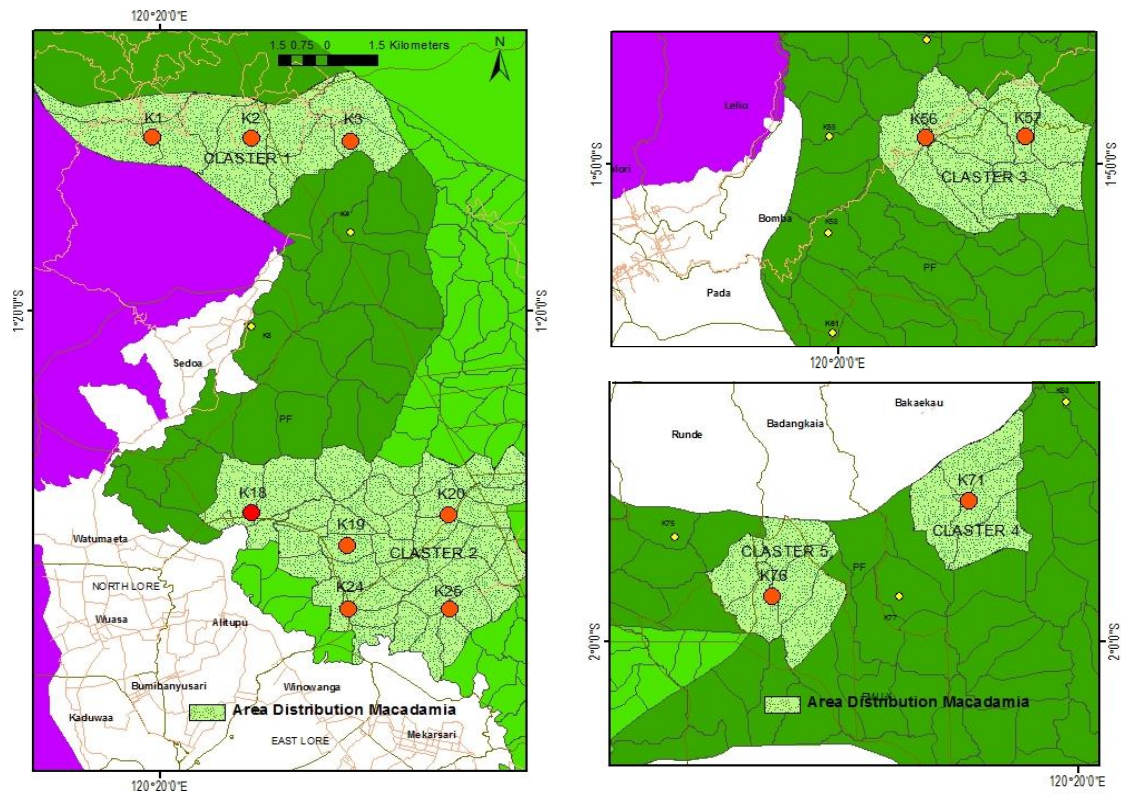 120°20'0"E
1.5 0.75 0 1.5 Kilometers
N
K1
K2
K3
CLASTER 1
1°20'0"S
1°20'0"S
Sedoa
PF
K18
K20
K19
CLASTER 2
K24
Watumaeta
NORTH LORE
Wuasa
Alitupu
Bumibanyusari
Winowanga
Kaduwaa
Area Distribution Macadamia
EAST LORE
Mekarsari
120°20'0"E
Lelio
K56
K57
1°50'0"S
1°50'0"S
CLASTER 3
Bomba
PF
Pada
K61
120°20'0"E
Bakaekau
Badangkaia
Runde
K71
CLASTER 4
K75
CLASTER 5
PF
K76
K77
2°0'0"S
2°0'0"S
Area Distribution Macadamia
120°20'0"E